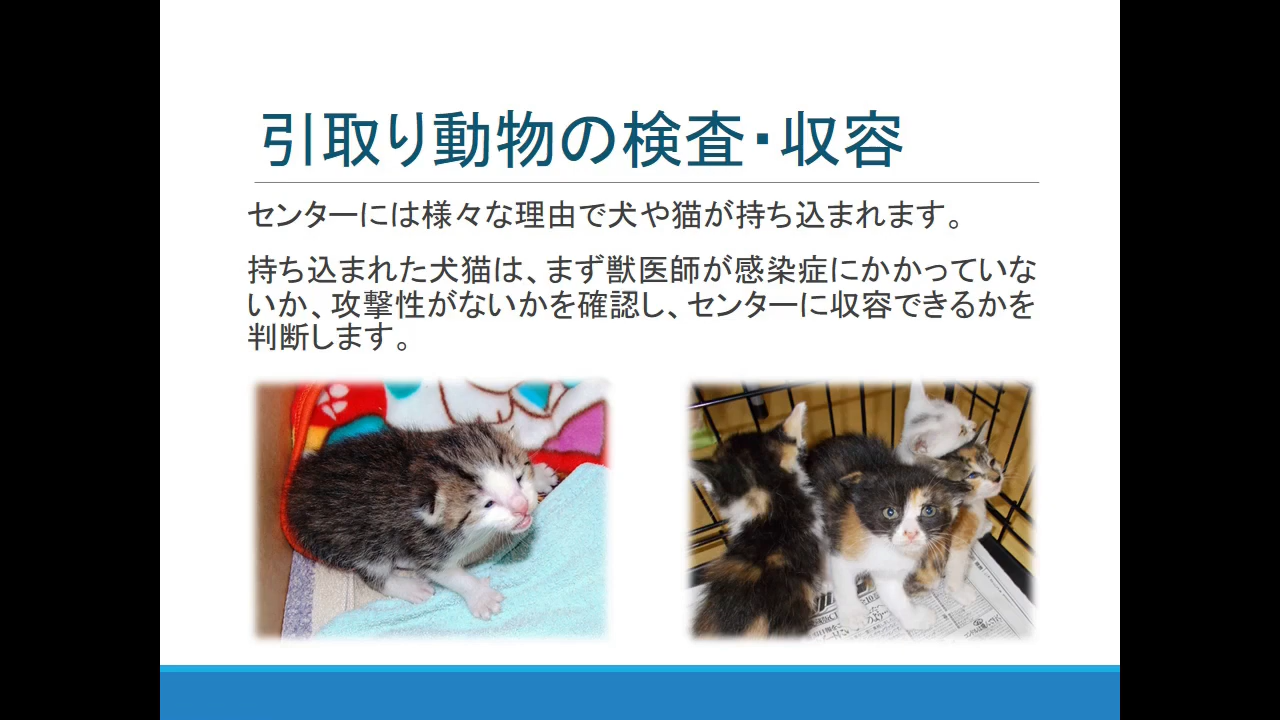 引取り動物の検査・収容
センターには様々な理由で犬や猫が持ち込まれます。
持ち込まれた犬猫は、まず獣医師が感染症にかかっていな
いか、攻撃性がないかを確認し、センターに収容できるかを
判断します。